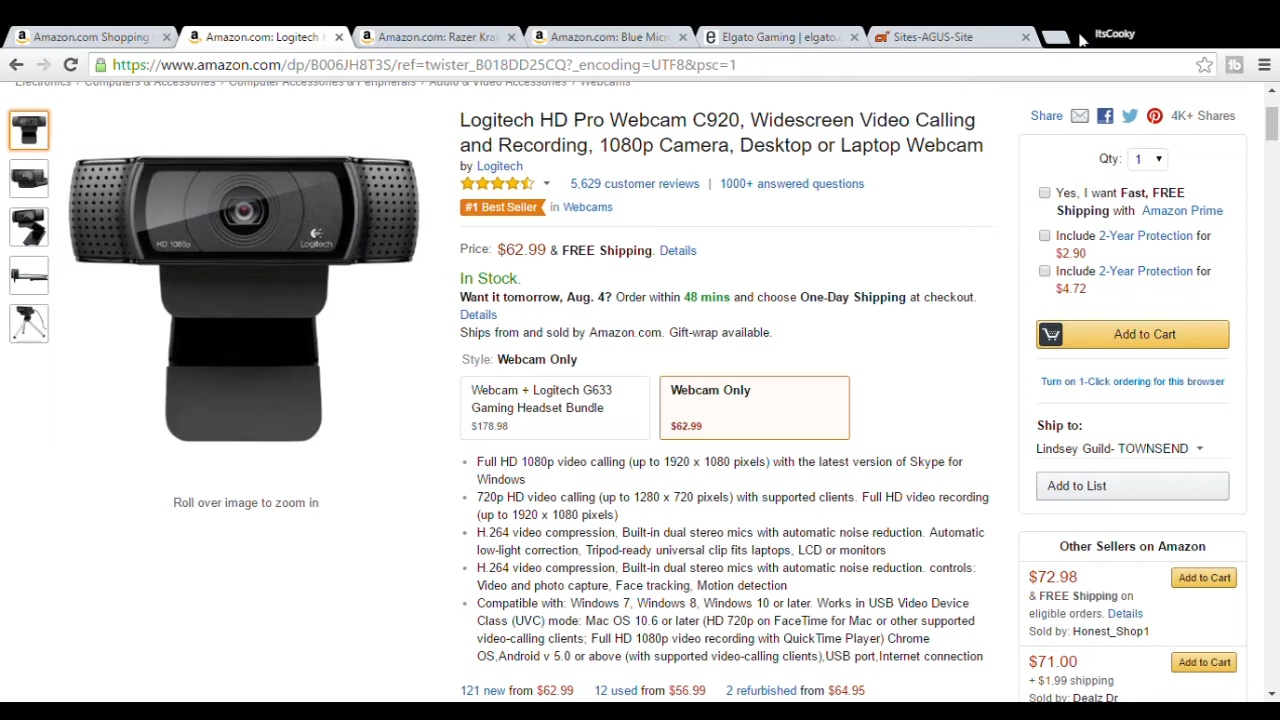 Amazon.com Shopping
Amazon.com: Logitech H
Amazon.com: Razer Krak
Amazon.com: Blue Micr
Elgato Gaming | elgato.c
Sites-AGUS-Site
ItsCooky
https://www.amazon.com/dp/B006JH8T3S/ref=twister_B018DD25CQ?_encoding=UTF8&psc=1
Electronics › Computers & Accessories › Computer Accessories & Peripherals › Audio & Video Accessories › Webcams
HD 1080p
Logitech
Roll over image to zoom in
Logitech HD Pro Webcam C920, Widescreen Video Calling
and Recording, 1080p Camera, Desktop or Laptop Webcam
by Logitech
5,629 customer reviews | 1000+ answered questions
#1 Best Seller in Webcams
Price: $62.99 & FREE Shipping. Details
In Stock.
Want it tomorrow, Aug. 4? Order within 48 mins and choose One-Day Shipping at checkout.
Details
Ships from and sold by Amazon.com. Gift-wrap available.
Style: Webcam Only
Webcam + Logitech G633
Gaming Headset Bundle
$178.98
Webcam Only
$62.99
• Full HD 1080p video calling (up to 1920 x 1080 pixels) with the latest version of Skype for
Windows
• 720p HD video calling (up to 1280 x 720 pixels) with supported clients. Full HD video recording
(up to 1920 x 1080 pixels)
• H.264 video compression, Built-in dual stereo mics with automatic noise reduction. Automatic
low-light correction, Tripod-ready universal clip fits laptops, LCD or monitors
• H.264 video compression, Built-in dual stereo mics with automatic noise reduction. controls:
Video and photo capture, Face tracking, Motion detection
• Compatible with: Windows 7, Windows 8, Windows 10 or later. Works in USB Video Device
Class (UVC) mode: Mac OS 10.6 or later (HD 720p on FaceTime for Mac or other supported
video-calling clients; Full HD 1080p video recording with QuickTime Player) Chrome
OS,Android v 5.0 or above (with supported video-calling clients),USB port,Internet connection
121 new from $62.99 12 used from $56.99 2 refurbished from $64.95
Share 4K+ Shares
Qty: 1
Yes, I want Fast, FREE
Shipping with Amazon Prime
Include 2-Year Protection for
$2.90
Include 2-Year Protection for
$4.72
Add to Cart
Turn on 1-Click ordering for this browser
Ship to:
Lindsey Guild- TOWNSEND
Add to List
Other Sellers on Amazon
$72.98 Add to Cart
& FREE Shipping on
eligible orders. Details
Sold by: Honest_Shop1
$71.00 Add to Cart
+ $1.99 shipping
Sold by: Dealz Dr